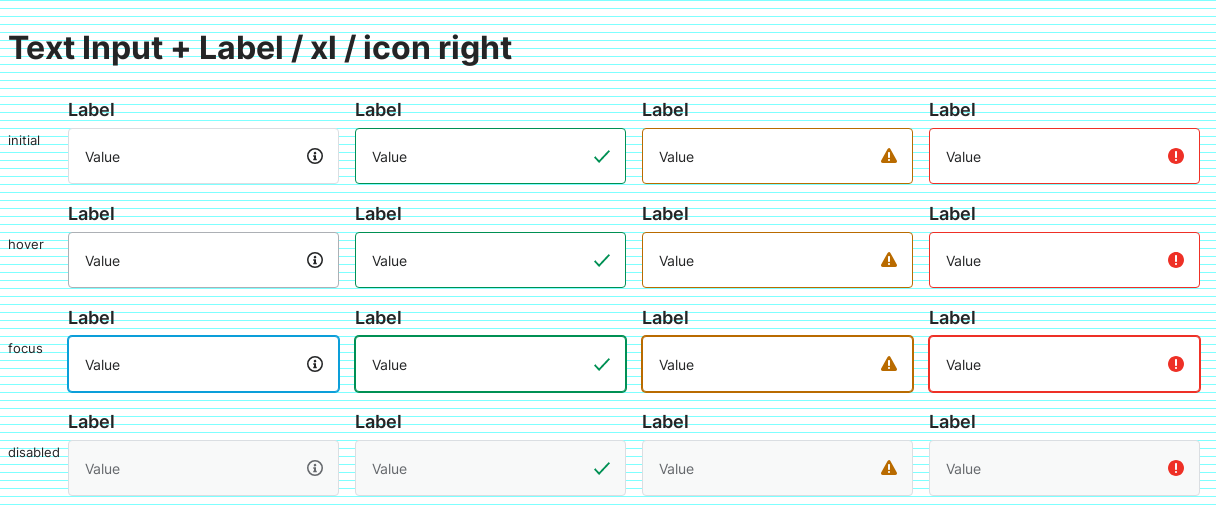 Text Input + Label / xl / icon right
Label Label Label Label
initial Value Value Value Value
Label Label Label Label
hover Value Value Value Value
Label Label Label Label
focus Value Value Value Value
Label Label Label Label
disabled Value Value Value Value